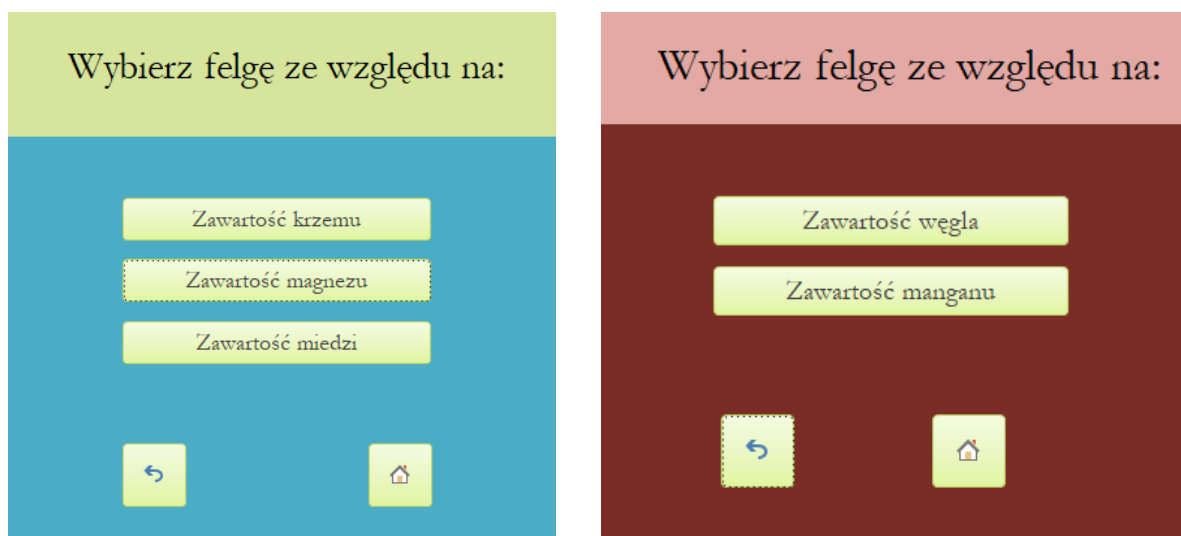 Wybierz felgę ze względu na:
Zawartość krzemu
Zawartość magnezu
Zawartość miedzi
Wybierz felgę ze względu na:
Zawartość węgla
Zawartość manganu